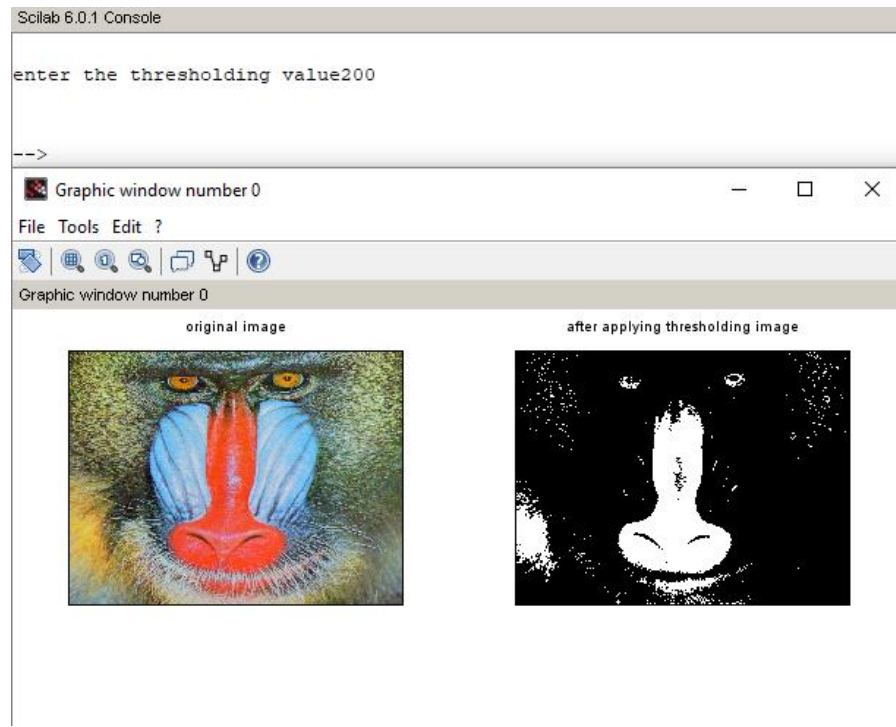 Scilab 6.0.1 Console
enter the thresholding value200
-->
Graphic window number 0
File Tools Edit ?
Graphic window number 0
original image
after applying thresholding image